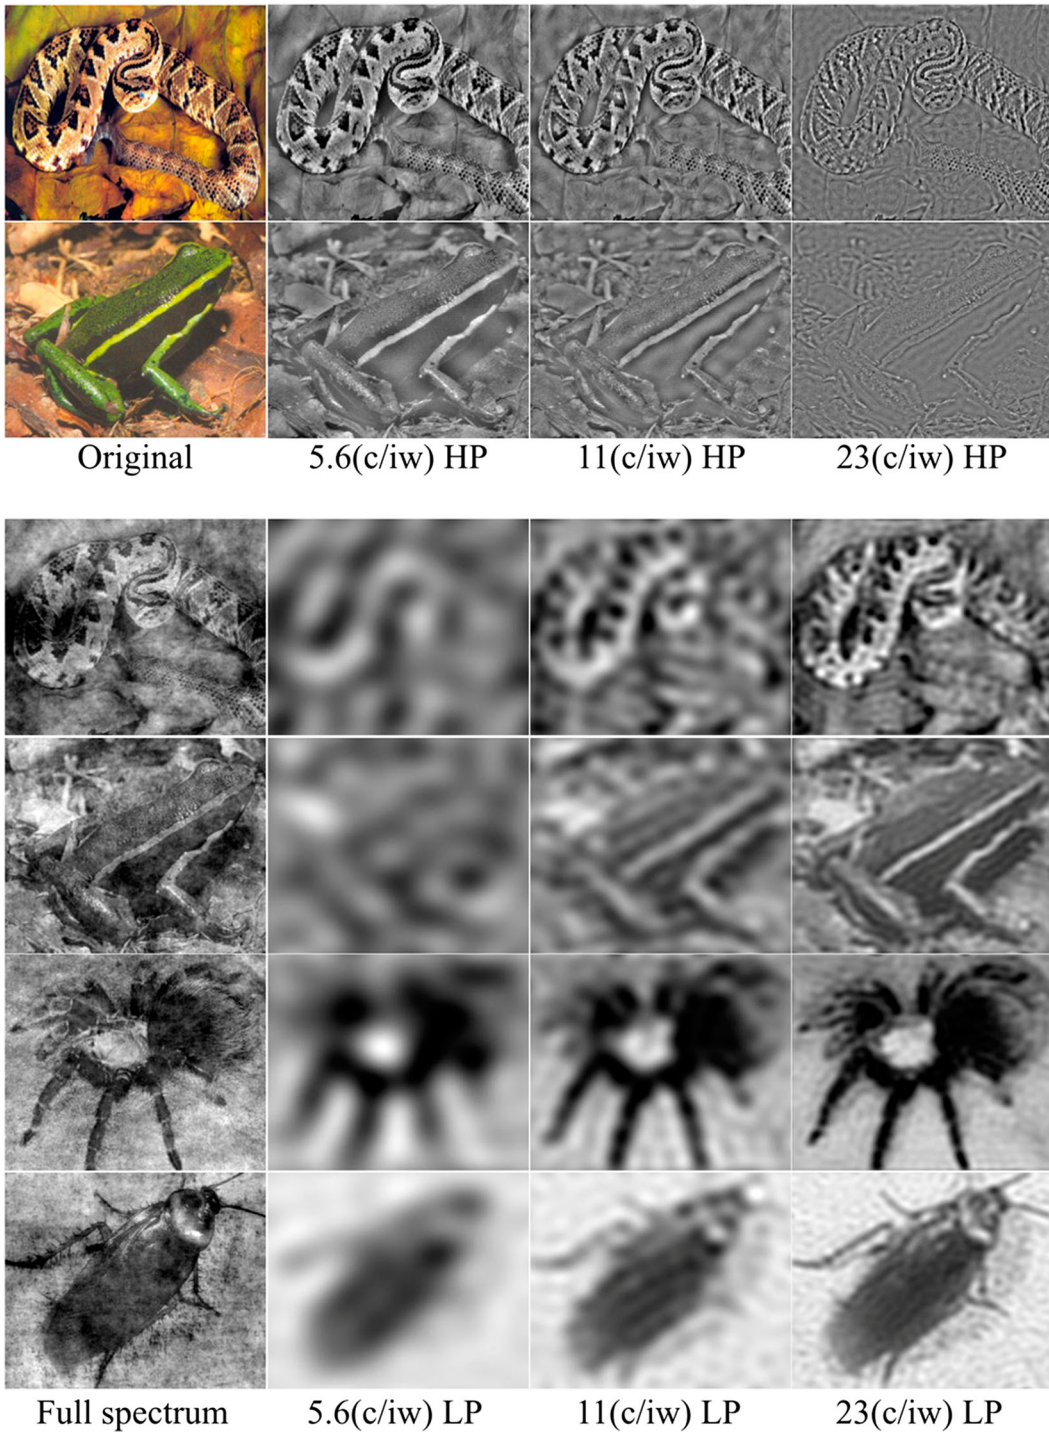 Original 5.6(c/iw) HP 11(c/iw) HP 23(c/iw) HP
Full spectrum 5.6(c/iw) LP 11(c/iw) LP 23(c/iw) LP